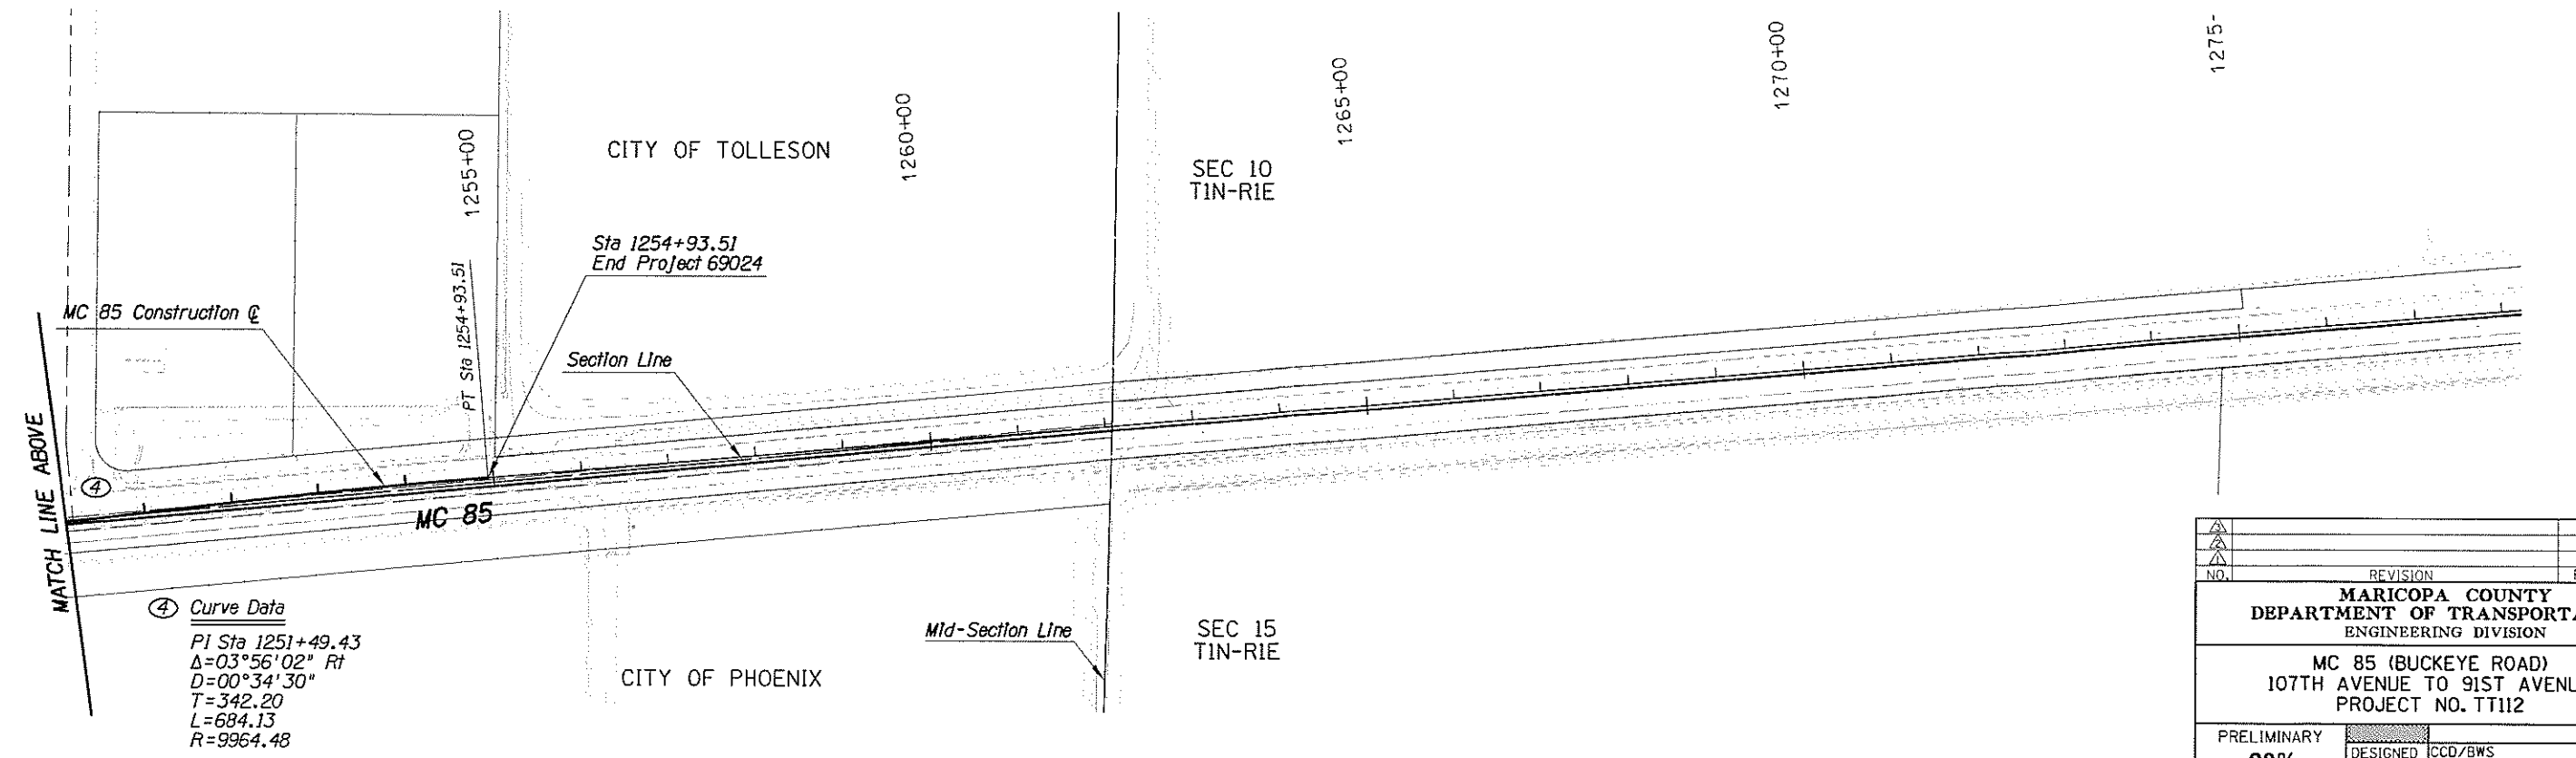 1255+00
1260+00
1265+00
1270+00
1275-
CITY OF TOLLESON
SEC 10
T1N-R1E
Sta 1254+93.51
End Project 69024
PT Sta 1254+93.51
MC 85 Construction ℄
Section Line
MATCH LINE ABOVE
4
MC 85
4 Curve Data
PI Sta 1251+49.43
Δ=03°56'02" Rt
D=00°34'30"
T=342.20
L=684.13
R=9964.48
CITY OF PHOENIX
Mid-Section Line
SEC 15
T1N-R1E
3
2
1
NO. REVISION
MARICOPA COUNTY
DEPARTMENT OF TRANSPORTA
ENGINEERING DIVISION
MC 85 (BUCKEYE ROAD)
107TH AVENUE TO 91ST AVENU
PROJECT NO. TT112
PRELIMINARY
DESIGNED CCD/BWS